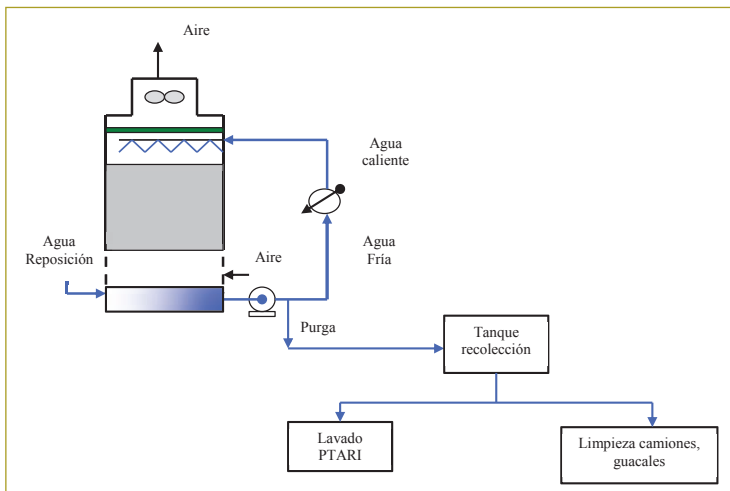 Aire
Agua
caliente
Agua
Reposición
Aire
Agua
Fría
Purga
Tanque
recolección
Lavado
PTARI
Limpieza camiones,
guacales